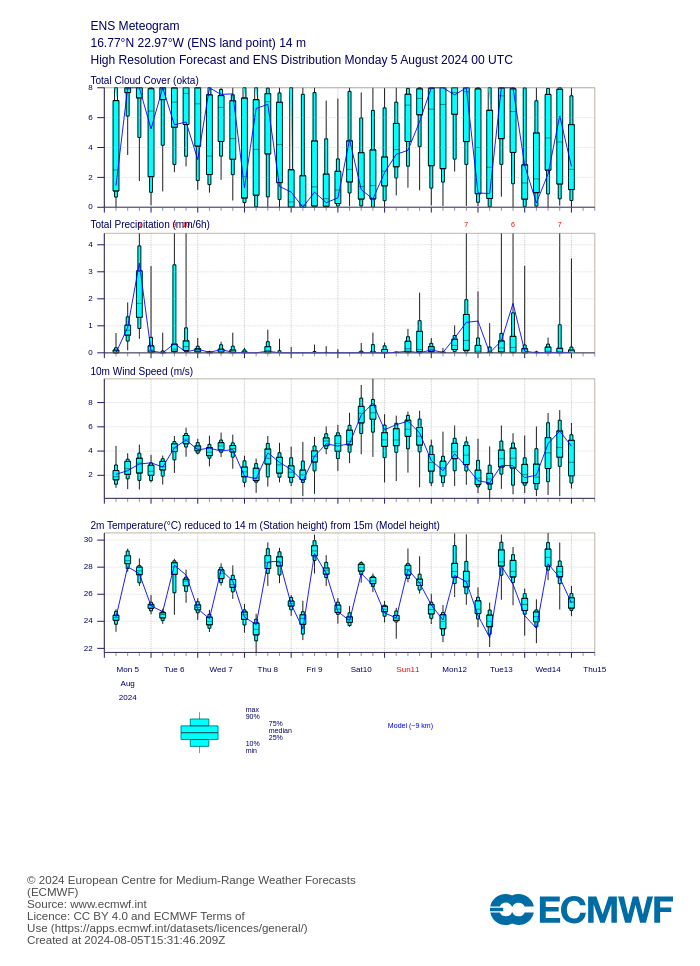 ENS Meteogram
16.77°N 22.97°W (ENS land point) 14 m
High Resolution Forecast and ENS Distribution Monday 5 August 2024 00 UTC
Total Cloud Cover (okta)
8
6
4
2
0
Total Precipitation (mm/6h)
7 6 7
4
3
2
1
0
10m Wind Speed (m/s)
8
6
4
2
2m Temperature(°C) reduced to 14 m (Station height) from 15m (Model height)
30
28
26
24
22
Mon 5 Tue 6 Wed 7 Thu 8 Fri 9 Sat10 Sun11 Mon12 Tue13 Wed14 Thu15
Aug
2024
max
90%
75%
median
25%
10%
min
Model (~9 km)
© 2024 European Centre for Medium-Range Weather Forecasts
(ECMWF)
Source: www.ecmwf.int
Licence: CC BY 4.0 and ECMWF Terms of
Use (https://apps.ecmwf.int/datasets/licences/general/)
Created at 2024-08-05T15:31:46.209Z
ECMWF